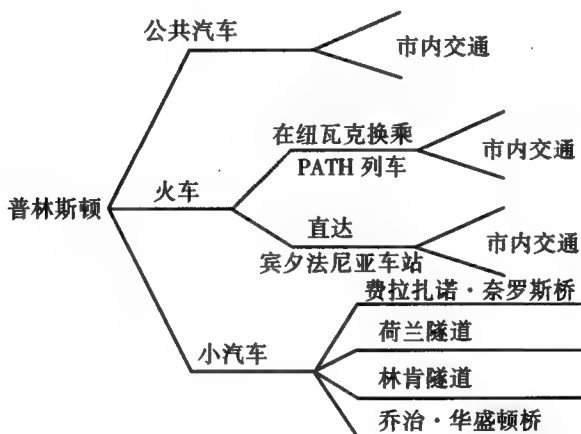 公共汽车
市内交通
在纽瓦克换乘
PATH 列车
市内交通
普林斯顿
火车
直达
宾夕法尼亚车站
市内交通
费拉扎诺·奈罗斯桥
荷兰隧道
小汽车
林肯隧道
乔治·华盛顿桥